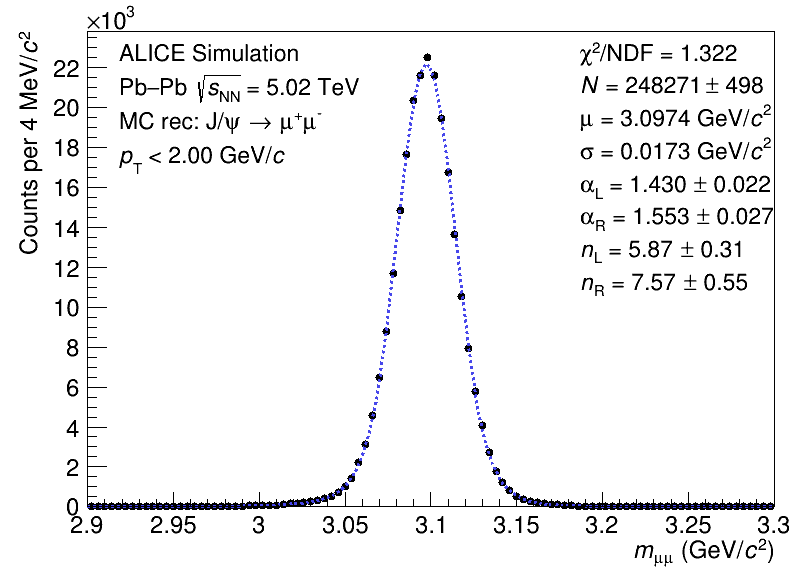 ×10³
Counts per 4 MeV/c²
ALICE Simulation
Pb–Pb √sNN = 5.02 TeV
MC rec: J/ψ → μ⁺μ⁻
pT < 2.00 GeV/c
χ²/NDF = 1.322
N = 248271 ± 498
μ = 3.0974 GeV/c²
σ = 0.0173 GeV/c²
αL = 1.430 ± 0.022
αR = 1.553 ± 0.027
nL = 5.87 ± 0.31
nR = 7.57 ± 0.55
22
20
18
16
14
12
10
8
6
4
2
0
2.9 2.95 3 3.05 3.1 3.15 3.2 3.25 3.3
mμμ (GeV/c²)